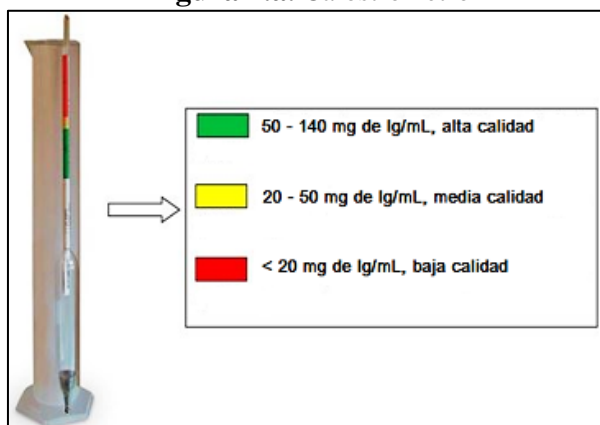 50 - 140 mg de Ig/mL, alta calidad
20 - 50 mg de Ig/mL, media calidad
< 20 mg de Ig/mL, baja calidad